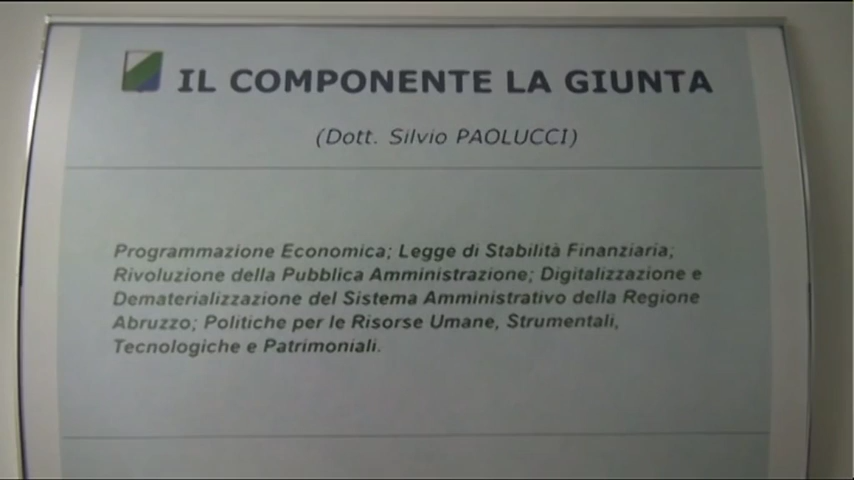 IL COMPONENTE LA GIUNTA
(Dott. Silvio PAOLUCCI)
Programmazione Economica; Legge di Stabilità Finanziaria;
Rivoluzione della Pubblica Amministrazione; Digitalizzazione e
Dematerializzazione del Sistema Amministrativo della Regione
Abruzzo; Politiche per le Risorse Umane, Strumentali,
Tecnologiche e Patrimoniali.